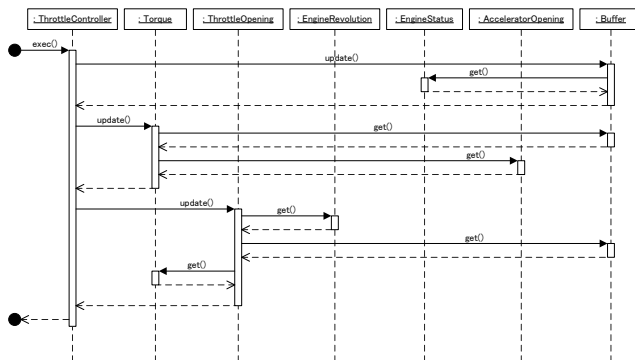 : ThrottleController : Torque : ThrottleOpening : EngineRevolution : EngineStatus : AcceleratorOpening : Buffer
exec()
update()
get()
update()
get()
get()
update()
get()
get()
get()